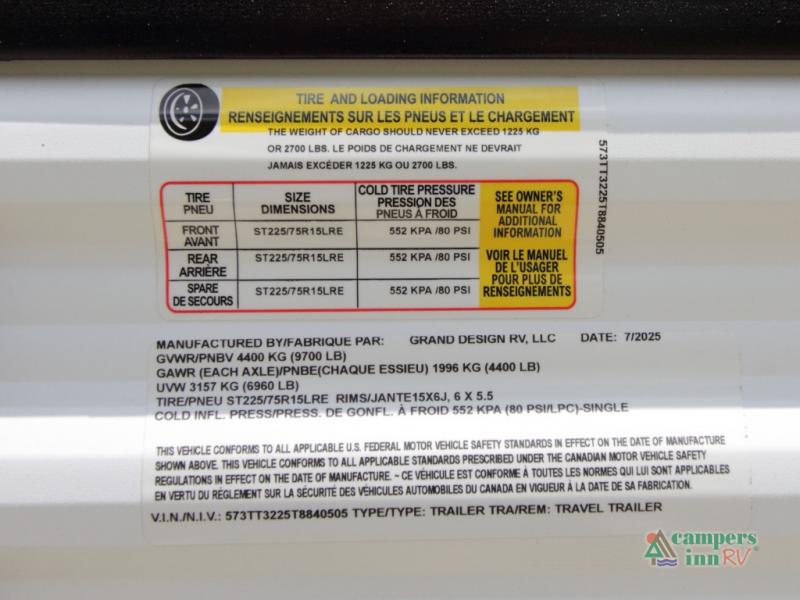 TIRE AND LOADING INFORMATION
RENSEIGNEMENTS SUR LES PNEUS ET LE CHARGEMENT
THE WEIGHT OF CARGO SHOULD NEVER EXCEED 1225 KG
OR 2700 LBS. LE POIDS DE CHARGEMENT NE DEVRAIT
JAMAIS EXCÉDER 1225 KG OU 2700 LBS.
TIRE
PNEU
SIZE
DIMENSIONS
COLD TIRE PRESSURE
PRESSION DES
PNEUS À FROID
SEE OWNER'S
MANUAL FOR
ADDITIONAL
INFORMATION
VOIR LE MANUEL
DE L'USAGER
POUR PLUS DE
RENSEIGNEMENTS
FRONT
AVANT
ST225/75R15LRE
552 KPA /80 PSI
REAR
ARRIÈRE
ST225/75R15LRE
552 KPA /80 PSI
SPARE
DE SECOURS
ST225/75R15LRE
552 KPA /80 PSI
573TT3225T8840505
MANUFACTURED BY/FABRIQUE PAR: GRAND DESIGN RV, LLC DATE: 7/2025
GVWR/PNBV 4400 KG (9700 LB)
GAWR (EACH AXLE)/PNBE(CHAQUE ESSIEU) 1996 KG (4400 LB)
UVW 3157 KG (6960 LB)
TIRE/PNEU ST225/75R15LRE RIMS/JANTE15X6J, 6 X 5.5
COLD INFL. PRESS/PRESS. DE GONFL. À FROID 552 KPA (80 PSI/LPC)-SINGLE
THIS VEHICLE CONFORMS TO ALL APPLICABLE U.S. FEDERAL MOTOR VEHICLE SAFETY STANDARDS IN EFFECT ON THE DATE OF MANUFACTURE
SHOWN ABOVE. THIS VEHICLE CONFORMS TO ALL APPLICABLE STANDARDS PRESCRIBED UNDER THE CANADIAN MOTOR VEHICLE SAFETY
REGULATIONS IN EFFECT ON THE DATE OF MANUFACTURE. ~ CE VÉHICULE EST CONFORME À TOUTES LES NORMES QUI LUI SONT APPLICABLES
EN VERTU DU RÈGLEMENT SUR LA SÉCURITÉ DES VÉHICULES AUTOMOBILES DU CANADA EN VIGUEUR À LA DATE DE SA FABRICATION.
V.I.N./N.I.V.: 573TT3225T8840505 TYPE/TYPE: TRAILER TRA/REM: TRAVEL TRAILER
campers
inn RV®